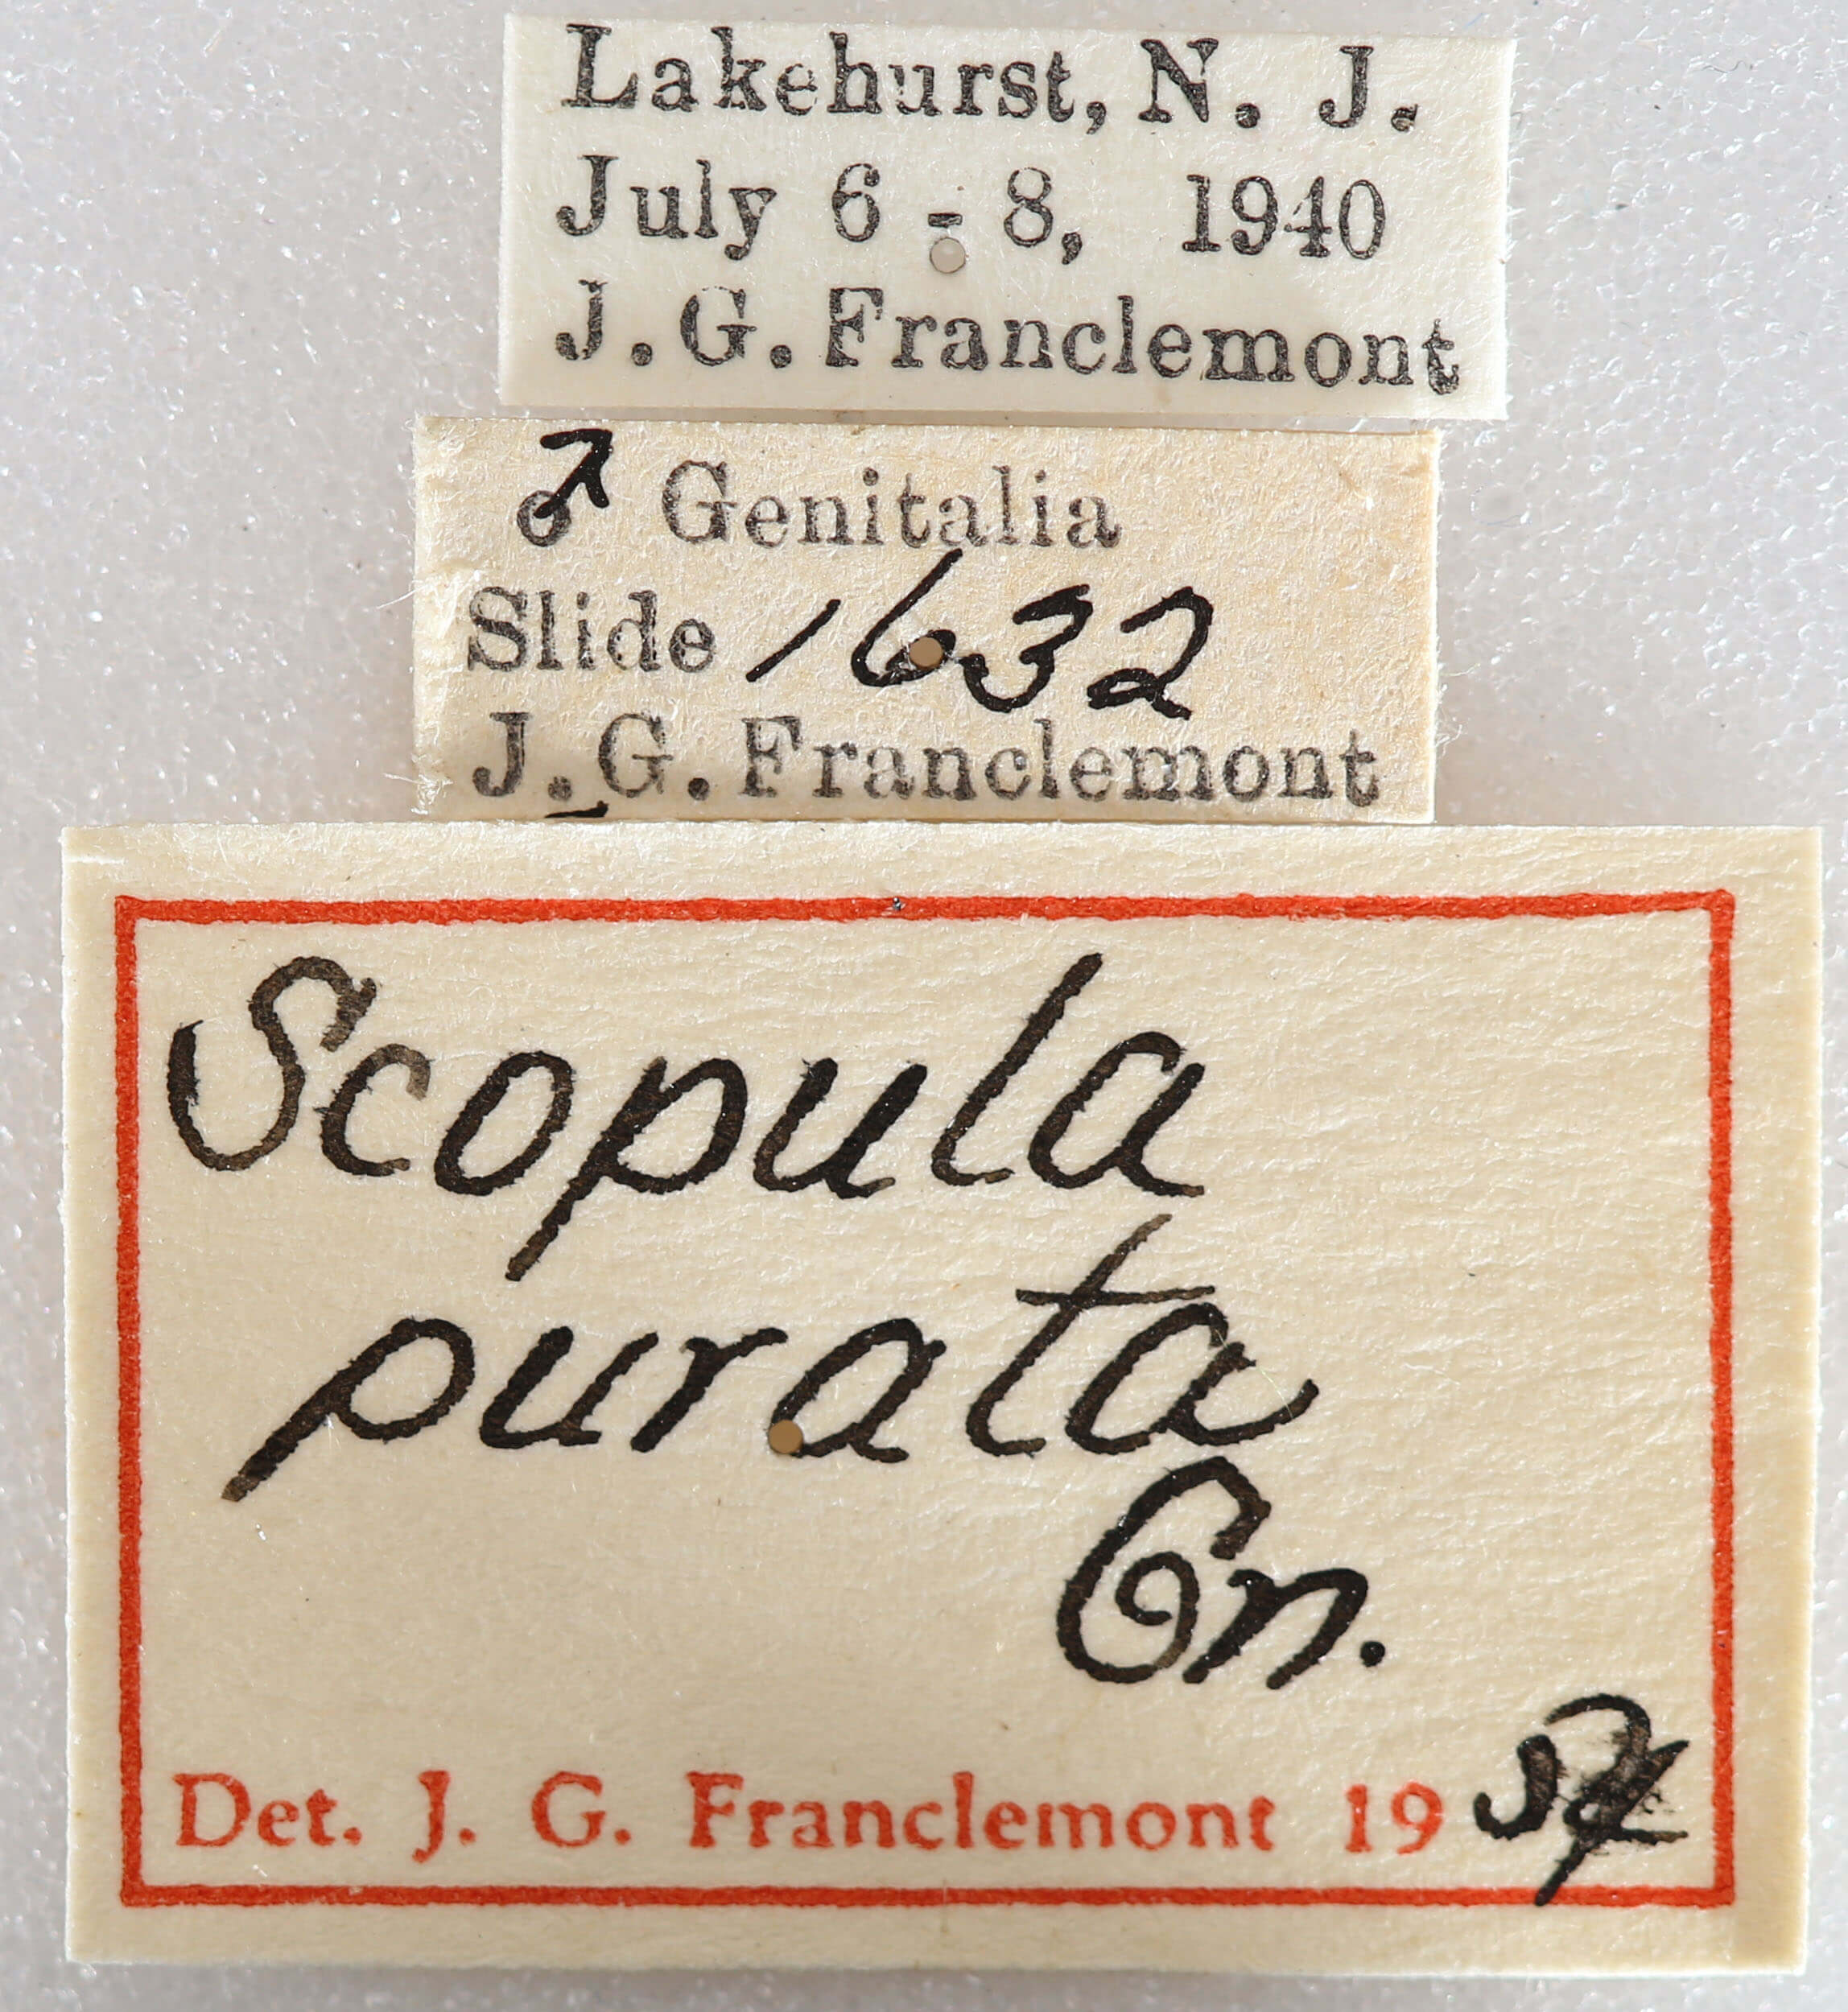 Lakehurst, N. J.
July 6 - 8, 1940
J. G. Franclemont
♂ Genitalia
Slide 1632
J. G. Franclemont
Scopula
purata
Gn.
Det. J. G. Franclemont 19